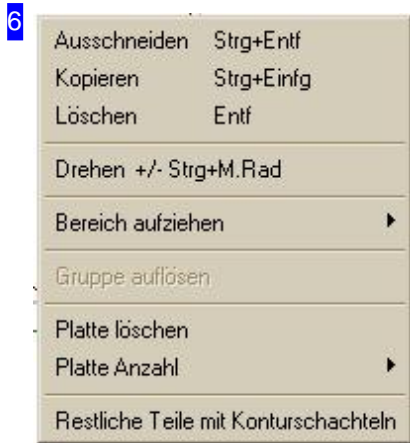 6
Ausschneiden Strg+Entf
Kopieren Strg+Einfg
Löschen Entf
Drehen +/- Strg+M.Rad
Bereich aufziehen
Gruppe auflösen
Platte löschen
Platte Anzahl
Restliche Teile mit Konturschachteln